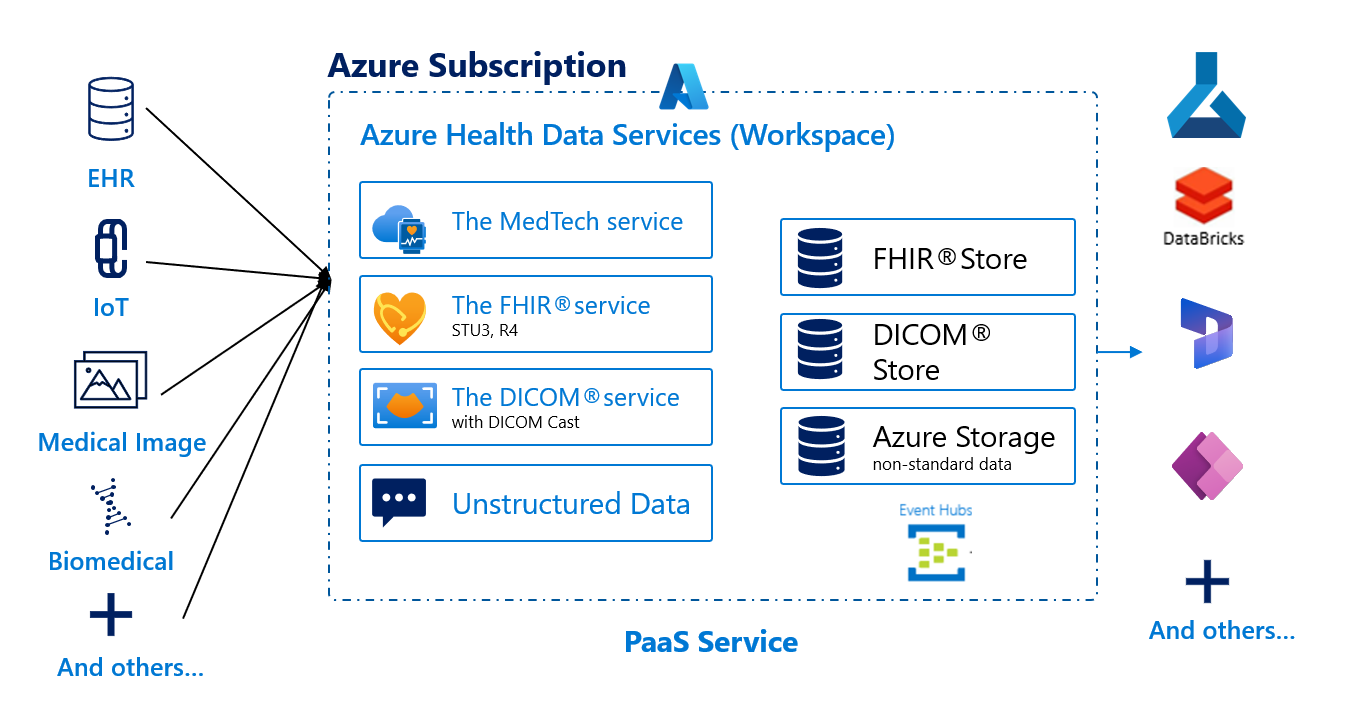 Azure Subscription
Azure Health Data Services (Workspace)
EHR
IoT
Medical Image
Biomedical
And others...
The MedTech service
The FHIR®service
STU3, R4
The DICOM®service
with DICOM Cast
Unstructured Data
FHIR®Store
DICOM®
Store
Azure Storage
non-standard data
Event Hubs
PaaS Service
DataBricks
And others...